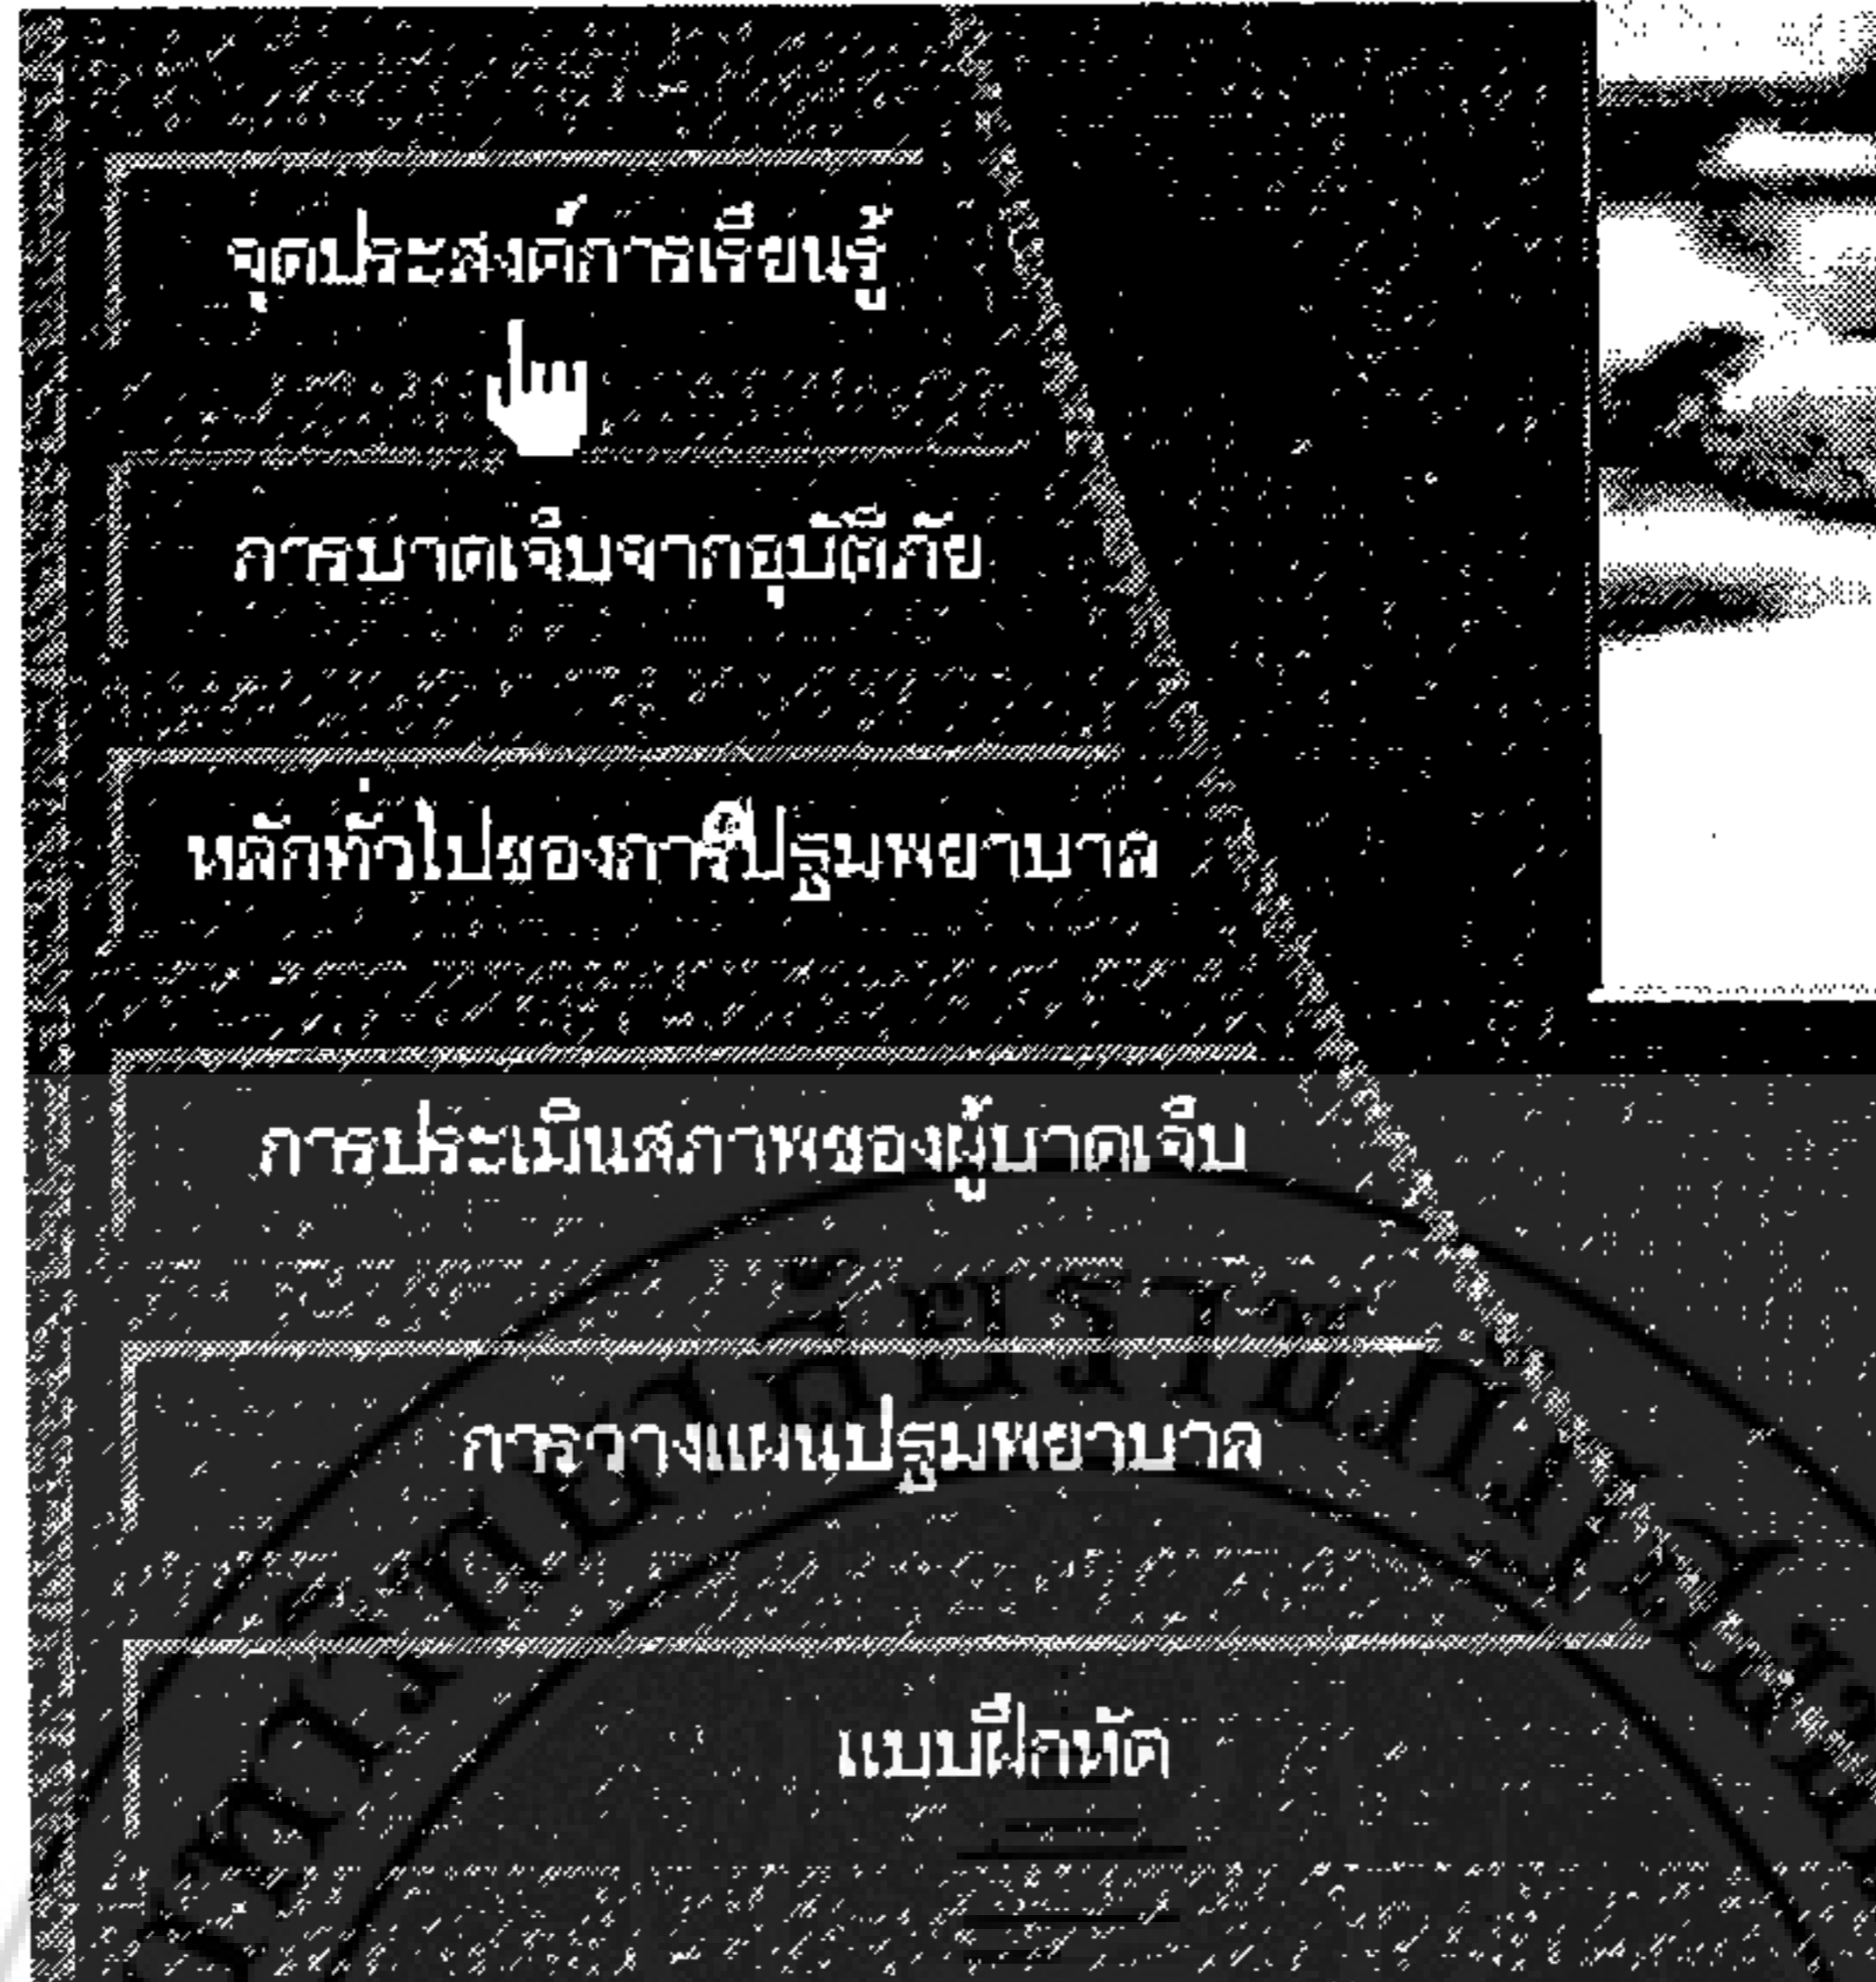 จุดประสงค์การเรียนรู้
การบาดเจ็บจากอุบัติภัย
หลักทั่วไปของการปฐมพยาบาล
การประเมินสภาพของผู้บาดเจ็บ
การวางแผนปฐมพยาบาล
แบบฝึกหัด